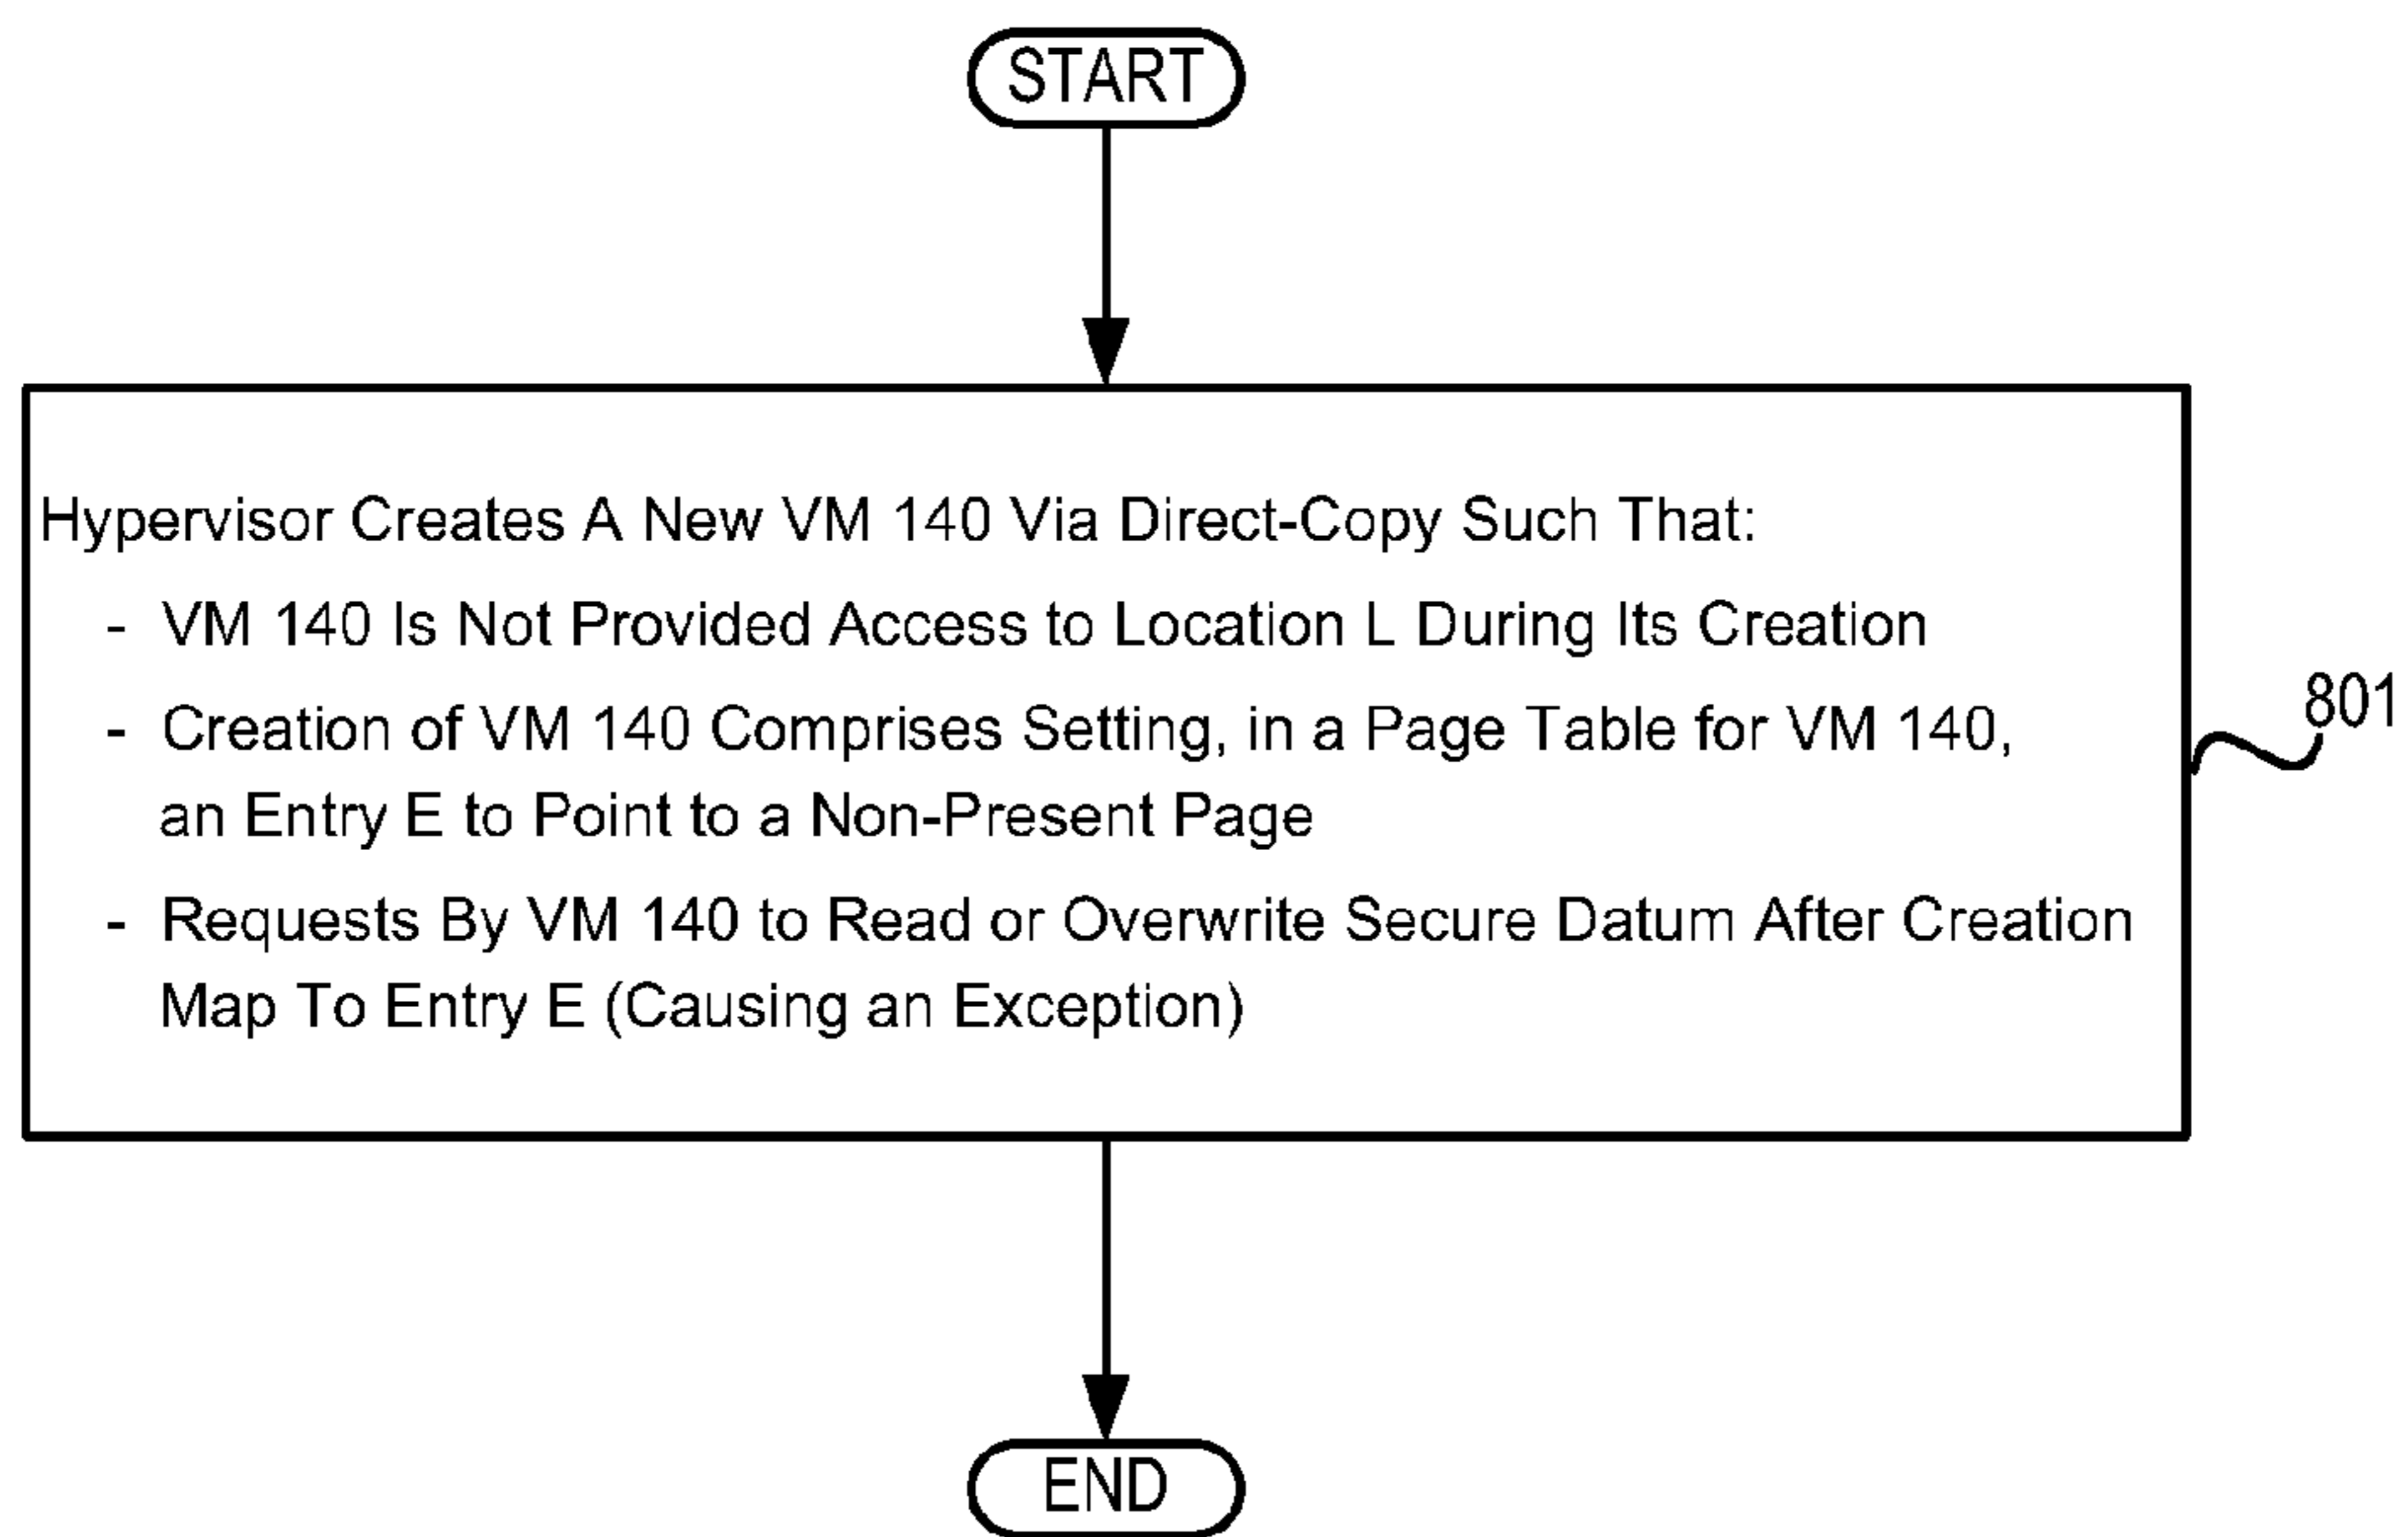 START
Hypervisor Creates A New VM 140 Via Direct-Copy Such That:
- VM 140 Is Not Provided Access to Location L During Its Creation
- Creation of VM 140 Comprises Setting, in a Page Table for VM 140,
an Entry E to Point to a Non-Present Page
- Requests By VM 140 to Read or Overwrite Secure Datum After Creation
Map To Entry E (Causing an Exception)
801
END